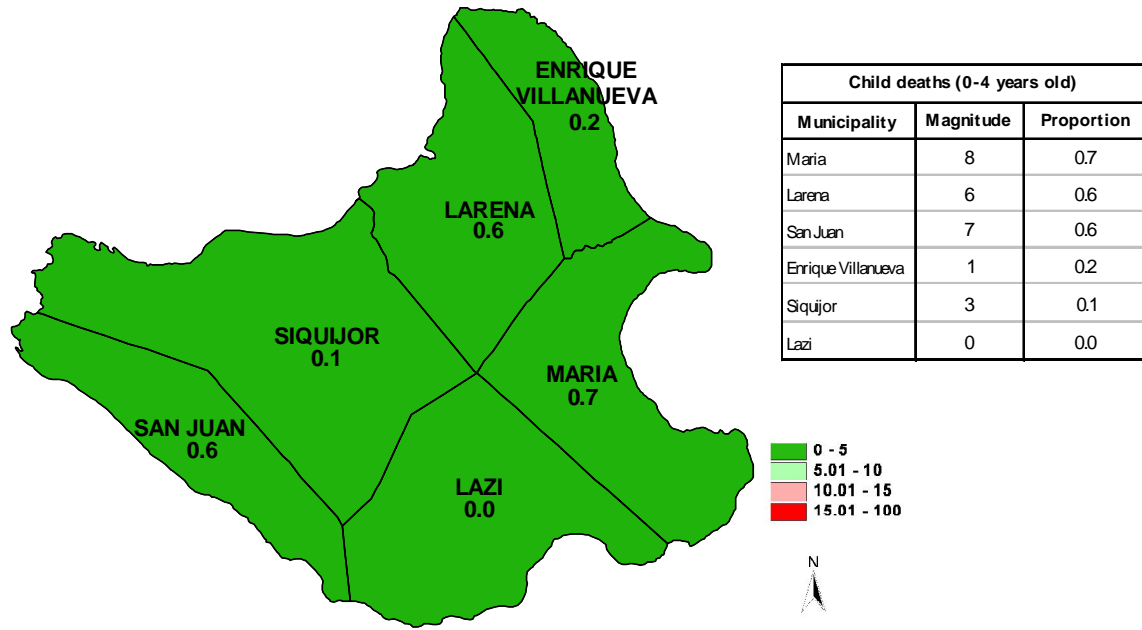 ENRIQUE
VILLANUEVA
0.2
LARENA
0.6
SIQUIJOR
0.1
MARIA
0.7
SAN JUAN
0.6
LAZI
0.0
Child deaths (0-4 years old)
Municipality Magnitude Proportion
Maria 8 0.7
Larena 6 0.6
San Juan 7 0.6
Enrique Villanueva 1 0.2
Siquijor 3 0.1
Lazi 0 0.0
0 - 5
5.01 - 10
10.01 - 15
15.01 - 100
N